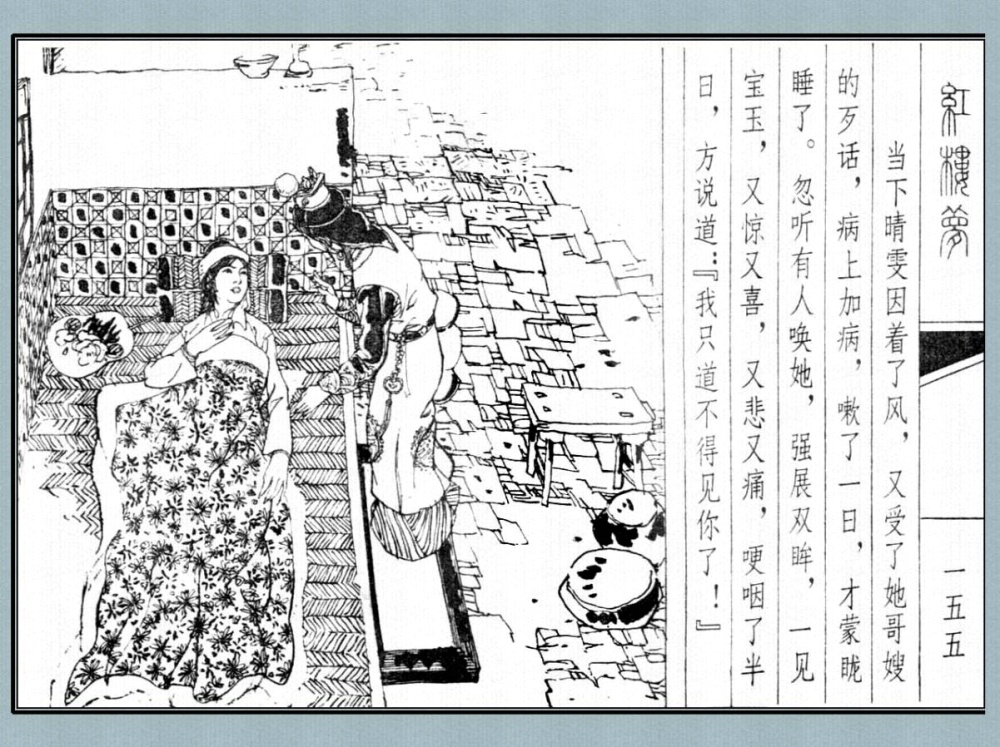 紅樓夢
一五五
当下晴雯因着了风，又受了她哥嫂
的歹话，病上加病，嗽了一日，才蒙眬
睡了。忽听有人唤她，强展双眸，一见
宝玉，又惊又喜，又悲又痛，哽咽了半
日，方说道：『我只道不得见你了！』